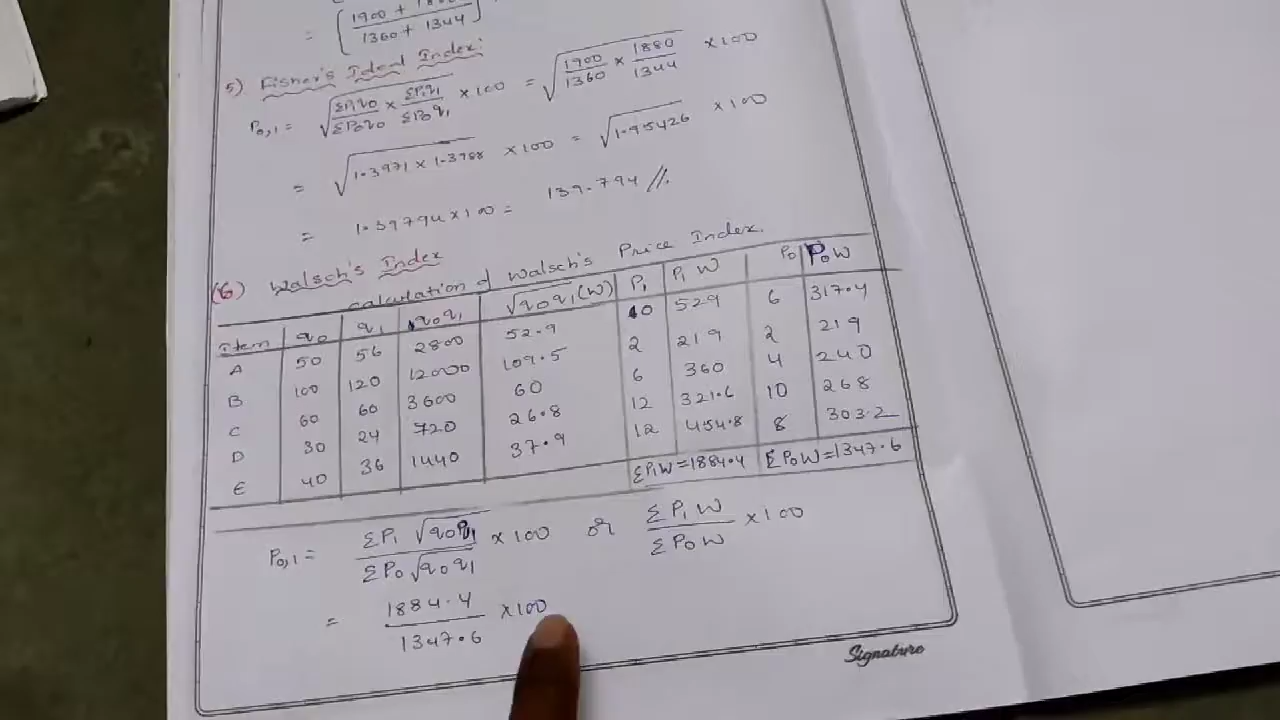 = [ 1900 + 18
1360 + 1344 ]
5) Fisher's Ideal Index:
P0,1 = √(ΣP1q0/ΣP0q0 × ΣP1q1/ΣP0q1) × 100 = √(1900/1360 × 1880/1344) × 100
= √(1.3971 × 1.3988) × 100 = √1.95426 × 100
= 1.39794 × 100 = 139.794 //.
(6) Walsch's Index
calculation of Walsch's Price Index.
Item q0 q1 q0q1 √q0q1 (W) P1 P1W P0 P0W
A 50 56 2800 52.9 10 529 6 317.4
B 100 120 12000 109.5 2 219 2 219
C 60 60 3600 60 6 360 4 240
D 30 24 720 26.8 12 321.6 10 268
E 40 36 1440 37.9 12 454.8 8 303.2
ΣP1W = 1884.4 ΣP0W = 1347.6
P0,1 = ΣP1√q0q1 / ΣP0√q0q1 × 100 or ΣP1W / ΣP0W × 100
= 1884.4 / 1347.6 × 100
Signature